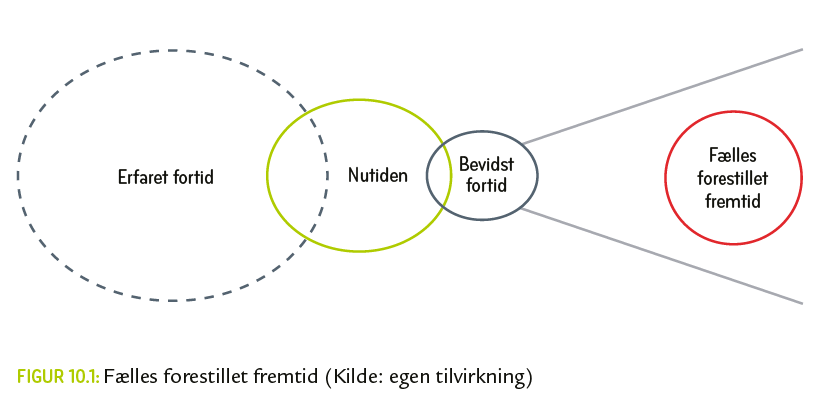 Erfaret fortid
Nutiden
Bevidst
fortid
Fælles
forestillet
fremtid
FIGUR 10.1: Fælles forestillet fremtid (Kilde: egen tilvirkning)